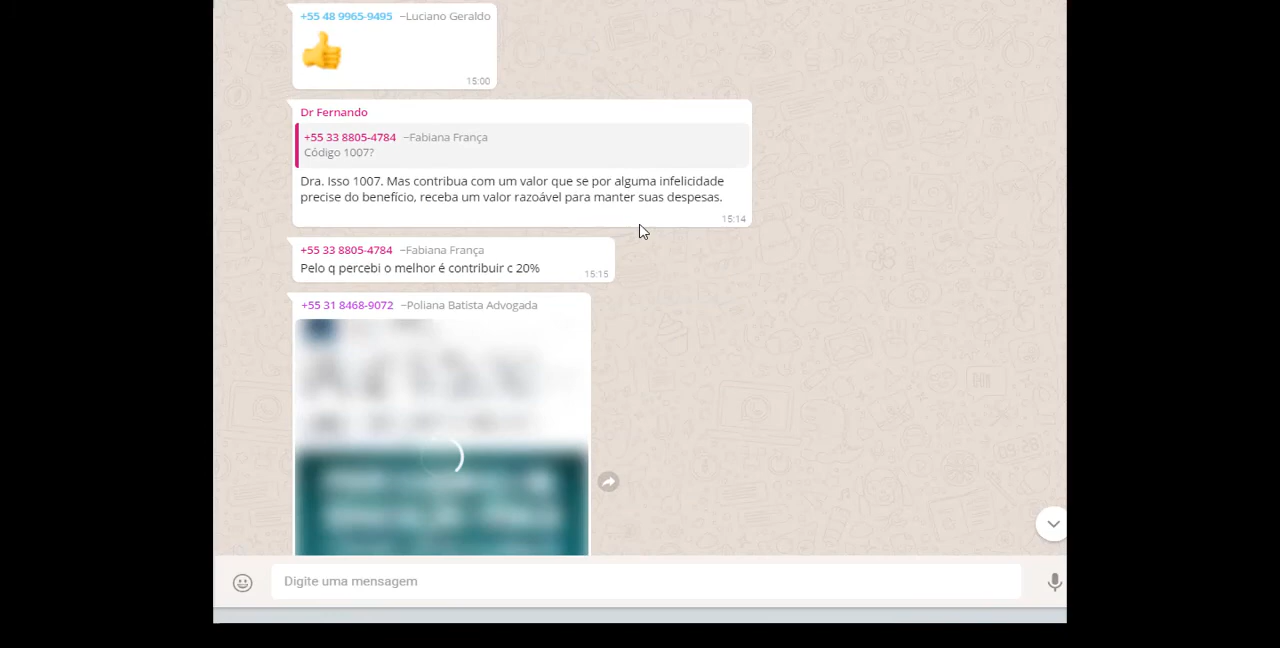 +55 48 9965-9495 ~Luciano Geraldo
15:00
Dr Fernando
+55 33 8805-4784 ~Fabiana França
Código 1007?
Dra. Isso 1007. Mas contribua com um valor que se por alguma infelicidade
precise do benefício, receba um valor razoável para manter suas despesas.
15:14
+55 33 8805-4784 ~Fabiana França
Pelo q percebi o melhor é contribuir c 20%
15:15
+55 31 8468-9072 ~Poliana Batista Advogada
Digite uma mensagem